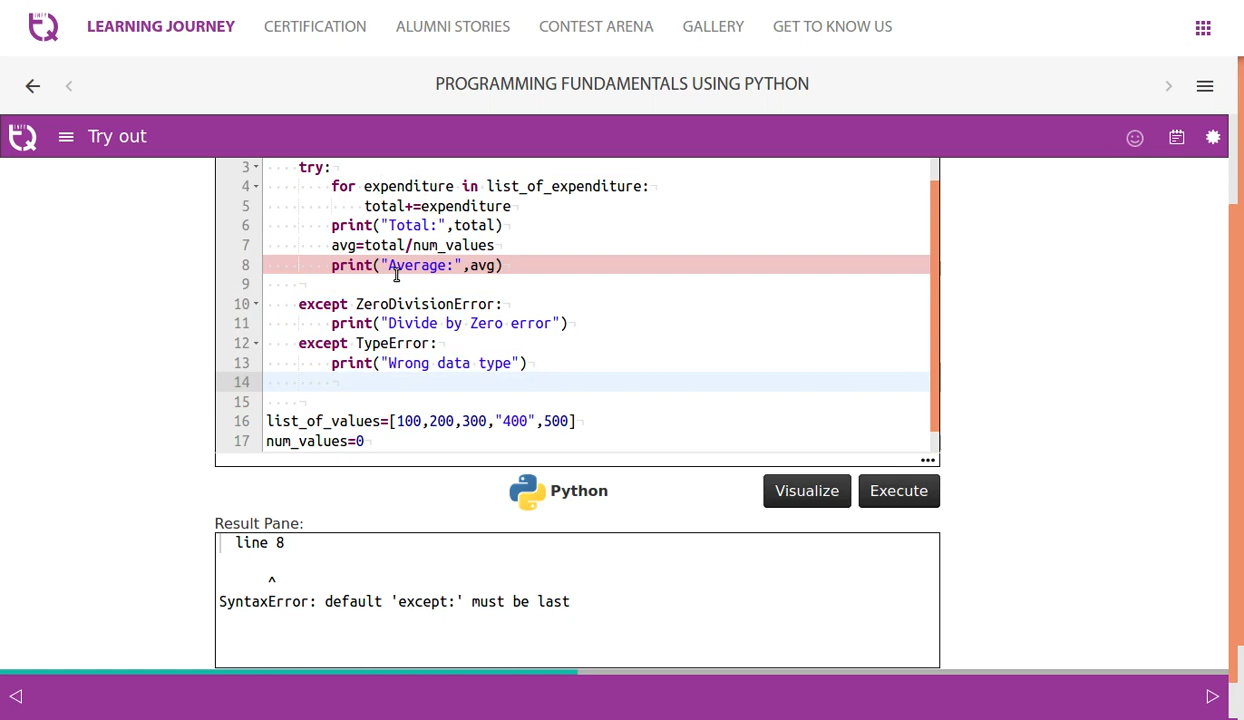 LEARNING JOURNEY CERTIFICATION ALUMNI STORIES CONTEST ARENA GALLERY GET TO KNOW US
PROGRAMMING FUNDAMENTALS USING PYTHON
Try out
3 try:
4 for expenditure in list_of_expenditure:
5 total+=expenditure
6 print("Total:",total)
7 avg=total/num_values
8 print("Average:",avg)
9
10 except ZeroDivisionError:
11 print("Divide by Zero error")
12 except TypeError:
13 print("Wrong data type")
14
15
16 list_of_values=[100,200,300,"400",500]
17 num_values=0
Python Visualize Execute
Result Pane:
line 8
^
SyntaxError: default 'except:' must be last